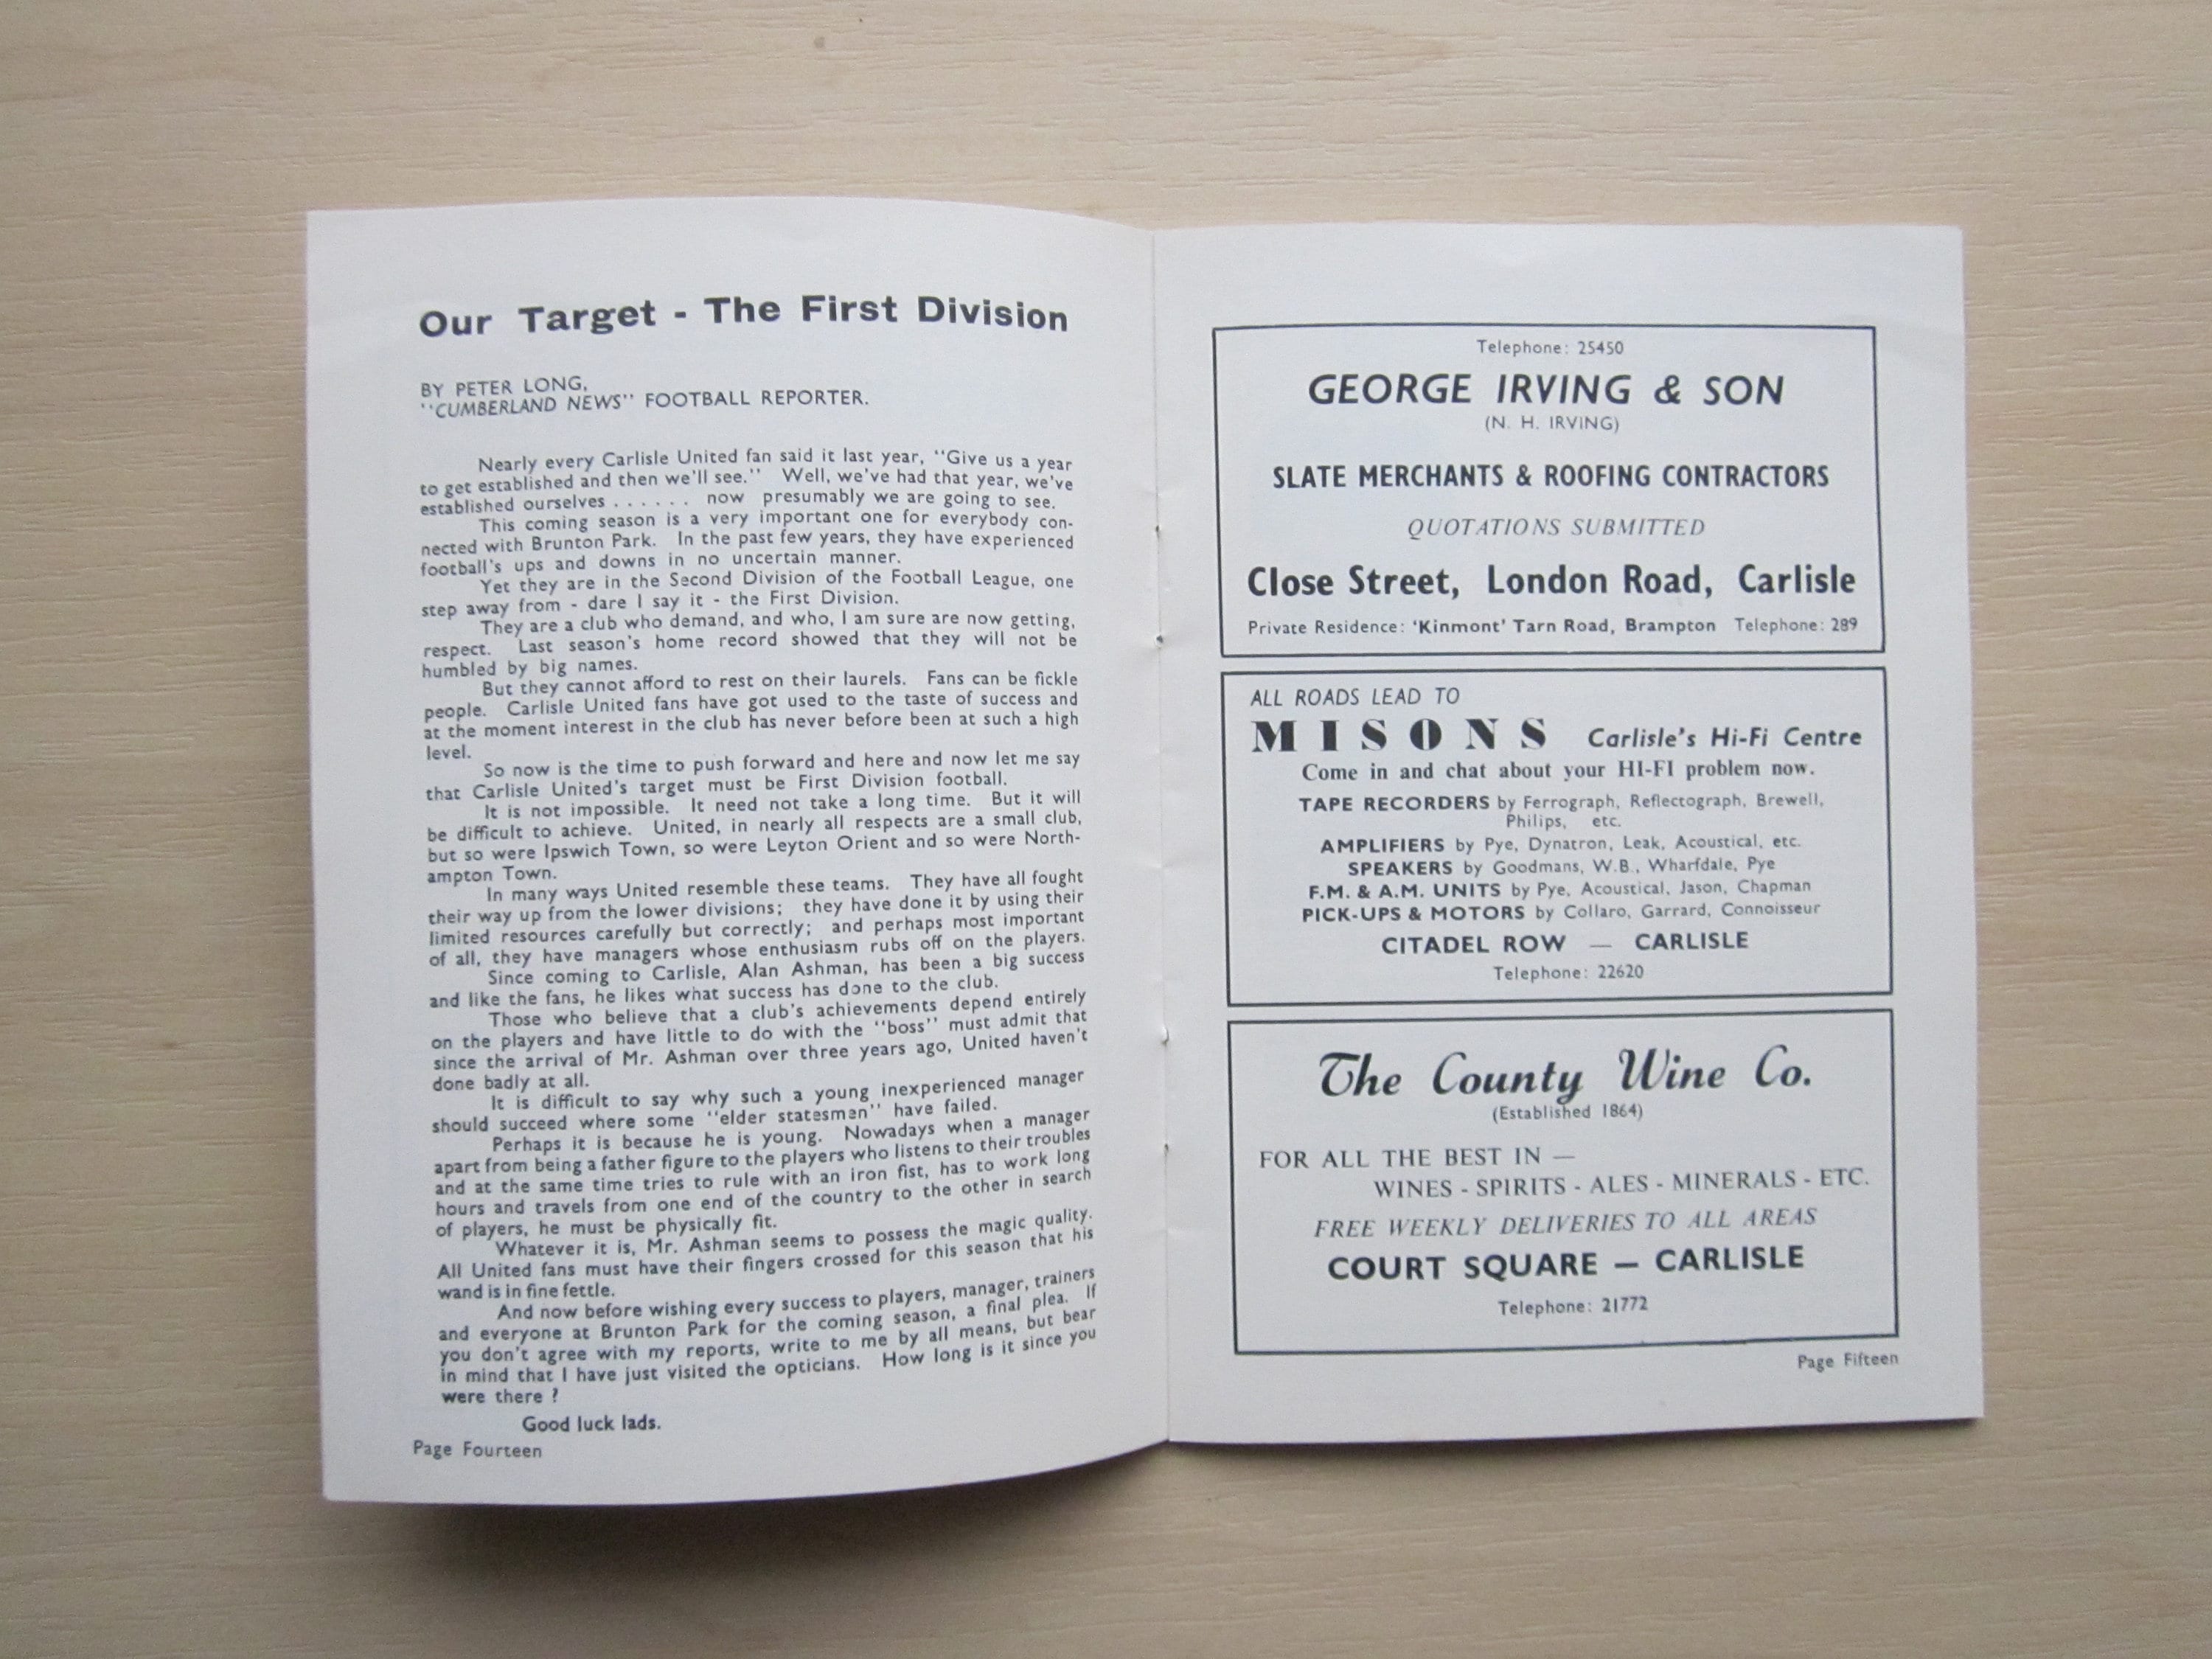 Our Target - The First Division
BY PETER LONG,
"CUMBERLAND NEWS" FOOTBALL REPORTER.
Nearly every Carlisle United fan said it last year, "Give us a year
to get established and then we'll see." Well, we've had that year, we've
established ourselves . . . . . . now presumably we are going to see.
This coming season is a very important one for everybody con-
nected with Brunton Park. In the past few years, they have experienced
football's ups and downs in no uncertain manner.
Yet they are in the Second Division of the Football League, one
step away from - dare I say it - the First Division.
They are a club who demand, and who, I am sure are now getting,
respect. Last season's home record showed that they will not be
humbled by big names.
But they cannot afford to rest on their laurels. Fans can be fickle
people. Carlisle United fans have got used to the taste of success and
at the moment interest in the club has never before been at such a high
level.
So now is the time to push forward and here and now let me say
that Carlisle United's target must be First Division football.
It is not impossible. It need not take a long time. But it will
be difficult to achieve. United, in nearly all respects are a small club,
but so were Ipswich Town, so were Leyton Orient and so were North-
ampton Town.
In many ways United resemble these teams. They have all fought
their way up from the lower divisions; they have done it by using their
limited resources carefully but correctly; and perhaps most important
of all, they have managers whose enthusiasm rubs off on the players.
Since coming to Carlisle, Alan Ashman, has been a big success
and like the fans, he likes what success has done to the club.
Those who believe that a club's achievements depend entirely
on the players and have little to do with the "boss" must admit that
since the arrival of Mr. Ashman over three years ago, United haven't
done badly at all.
It is difficult to say why such a young inexperienced manager
should succeed where some "elder statesmen" have failed.
Perhaps it is because he is young. Nowadays when a manager
apart from being a father figure to the players who listens to their troubles
and at the same time tries to rule with an iron fist, has to work long
hours and travels from one end of the country to the other in search
of players, he must be physically fit.
Whatever it is, Mr. Ashman seems to possess the magic quality.
All United fans must have their fingers crossed for this season that his
wand is in fine fettle.
And now before wishing every success to players, manager, trainers
and everyone at Brunton Park for the coming season, a final plea. If
you don't agree with my reports, write to me by all means, but bear
in mind that I have just visited the opticians. How long is it since you
were there ?
Good luck lads.
Page Fourteen
Telephone: 25450
GEORGE IRVING & SON
(N. H. IRVING)
SLATE MERCHANTS & ROOFING CONTRACTORS
QUOTATIONS SUBMITTED
Close Street, London Road, Carlisle
Private Residence: 'Kinmont' Tarn Road, Brampton Telephone: 289
ALL ROADS LEAD TO
MISONS Carlisle's Hi-Fi Centre
Come in and chat about your HI-FI problem now.
TAPE RECORDERS by Ferrograph, Reflectograph, Brewell,
Philips, etc.
AMPLIFIERS by Pye, Dynatron, Leak, Acoustical, etc.
SPEAKERS by Goodmans, W.B., Wharfdale, Pye
F.M. & A.M. UNITS by Pye, Acoustical, Jason, Chapman
PICK-UPS & MOTORS by Collaro, Garrard, Connoisseur
CITADEL ROW — CARLISLE
Telephone: 22620
The County Wine Co.
(Established 1864)
FOR ALL THE BEST IN —
WINES - SPIRITS - ALES - MINERALS - ETC.
FREE WEEKLY DELIVERIES TO ALL AREAS
COURT SQUARE — CARLISLE
Telephone: 21772
Page Fifteen